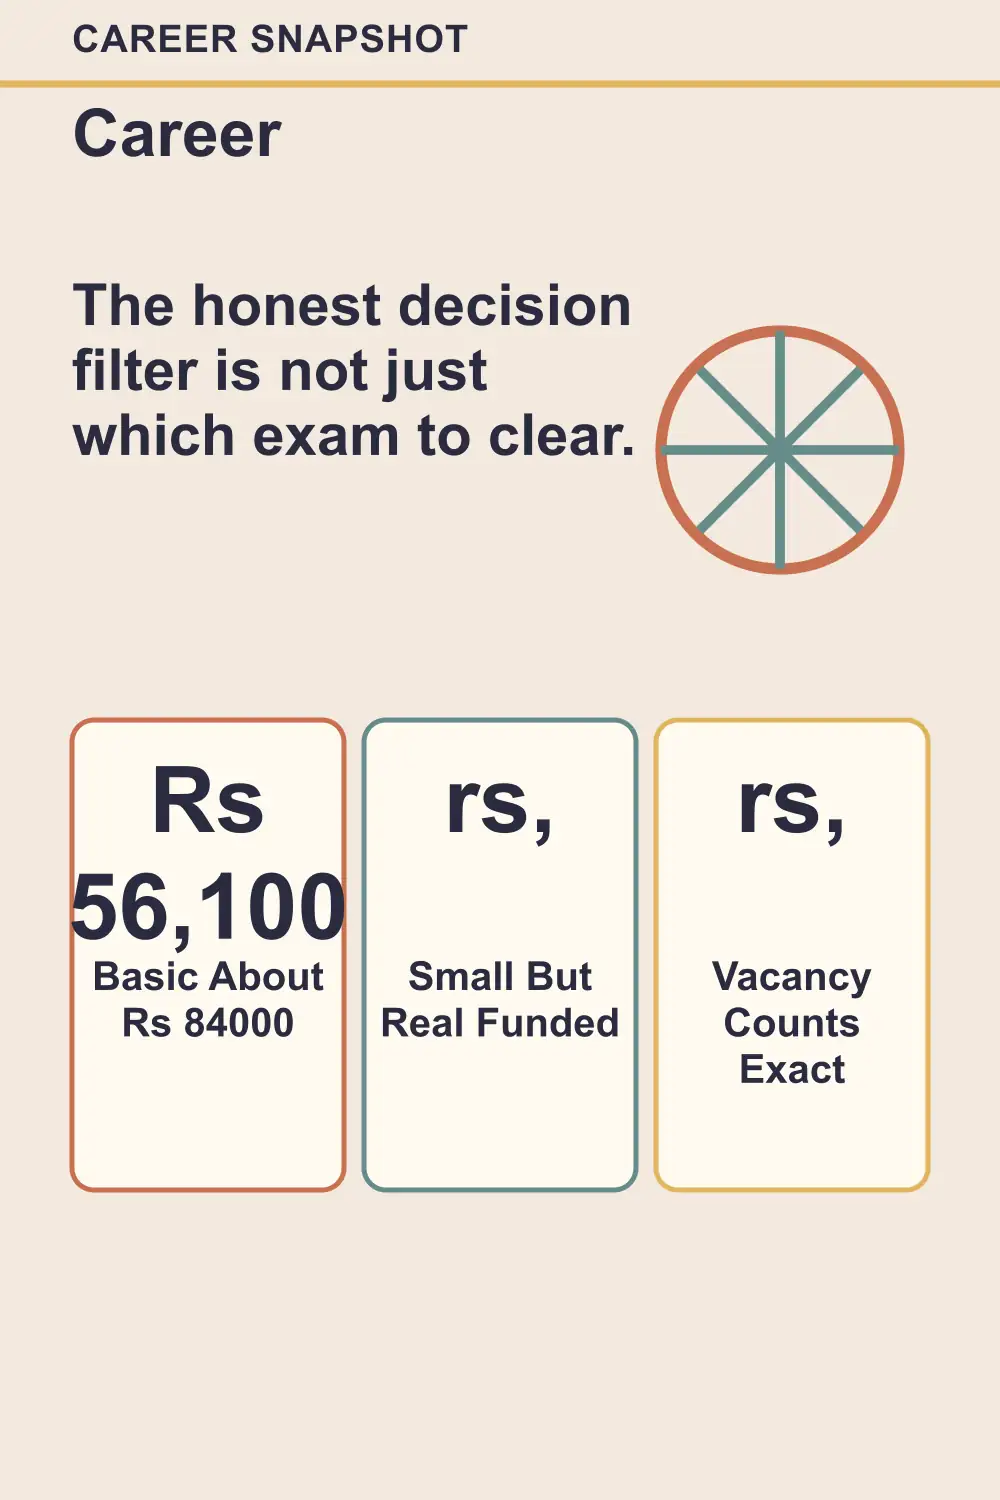 CAREER SNAPSHOT
Career
The honest decision
filter is not just
which exam to clear.
Rs
56,100
Basic About
Rs 84000
rs,
Small But
Real Funded
rs,
Vacancy
Counts
Exact